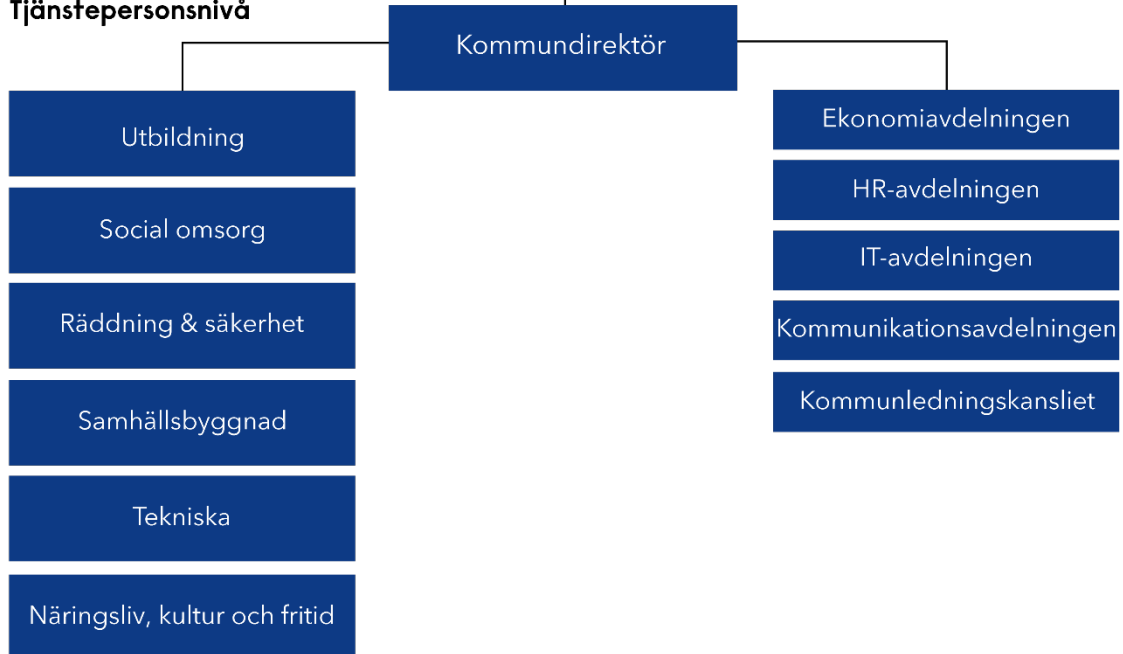 Tjänstepersonsnivå
Kommundirektör
Utbildning
Social omsorg
Räddning & säkerhet
Samhällsbyggnad
Tekniska
Näringsliv, kultur och fritid
Ekonomiavdelningen
HR-avdelningen
IT-avdelningen
Kommunikationsavdelningen
Kommunledningskansliet